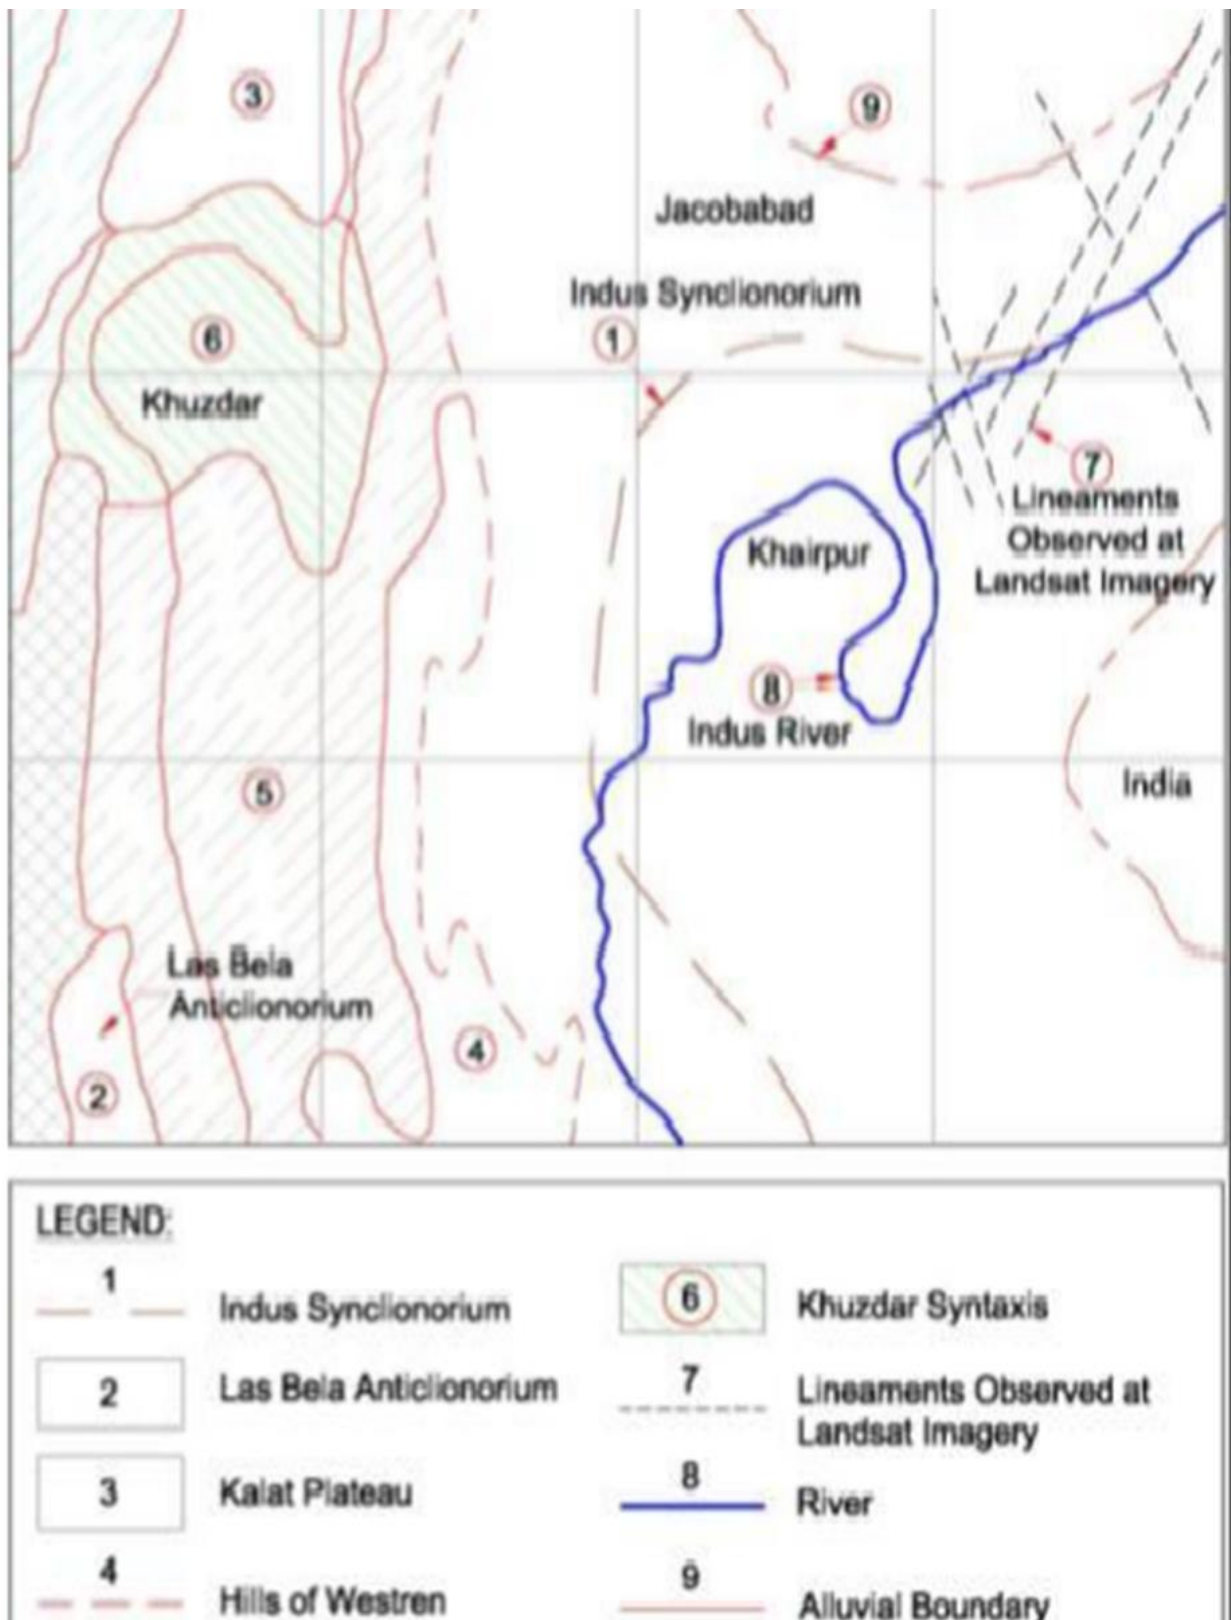 3
9
Jacobabad
Indus Synclionorium
1
6
Khuzdar
7
Lineaments
Observed at
Landsat Imagery
Khairpur
8
Indus River
India
5
Las Bela
Anticlionorium
4
2
LEGEND:
1
Indus Synclionorium
2
Las Bela Anticlionorium
3
Kalat Plateau
4
Hills of Westren
6
Khuzdar Syntaxis
7
Lineaments Observed at
Landsat Imagery
8
River
9
Alluvial Boundary